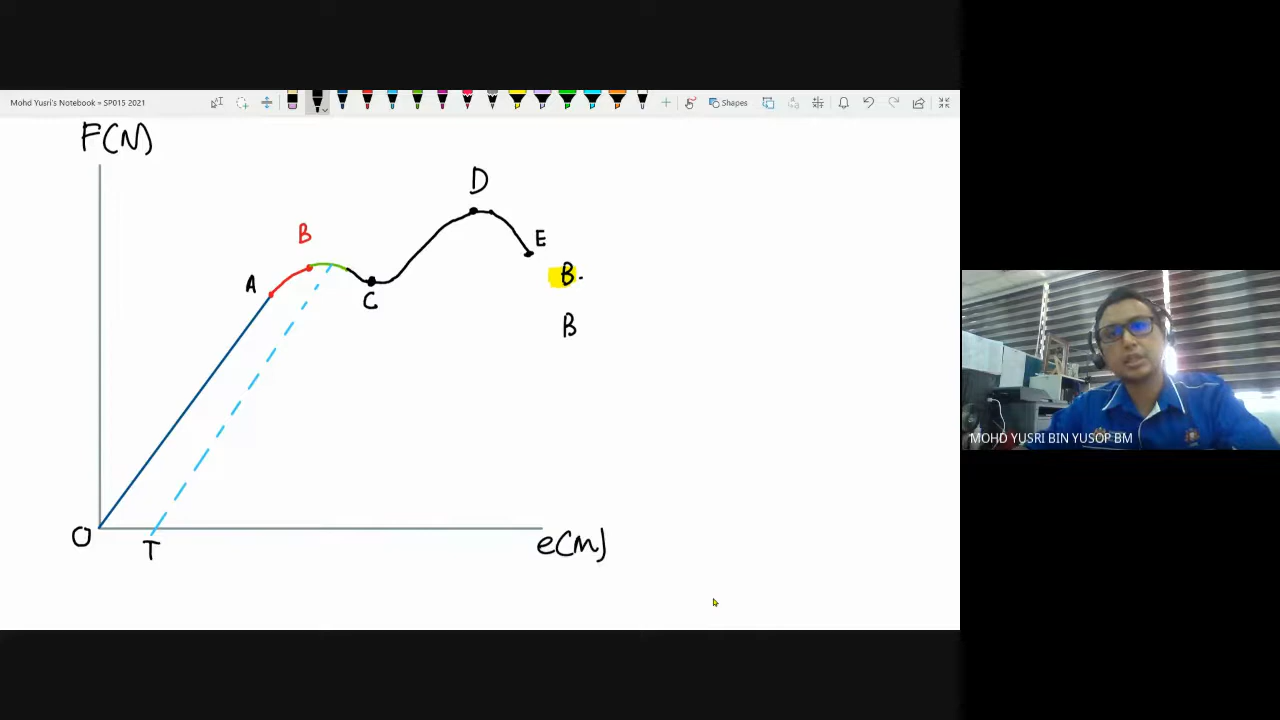 Mohd Yusri's Notebook » SP015 2021
Shapes
F(N)
D
B
E
A
B.
C
B
MOHD YUSRI BIN YUSOP BM
O
T
e(m)